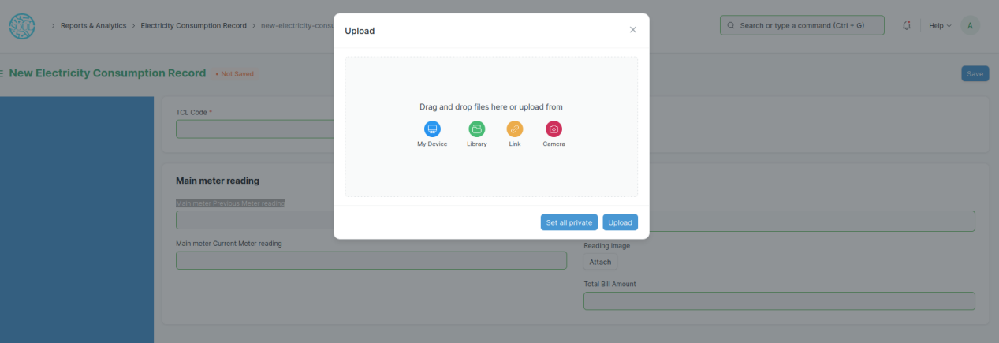 Reports & Analytics > Electricity Consumption Record > new-electricity-consu
Search or type a command (Ctrl + G)
Help
A
New Electricity Consumption Record
• Not Saved
Save
TCL Code *
Main meter reading
Main meter Previous Meter reading
Main meter Current Meter reading
Reading Image
Attach
Total Bill Amount
Upload
Drag and drop files here or upload from
My Device
Library
Link
Camera
Set all private
Upload